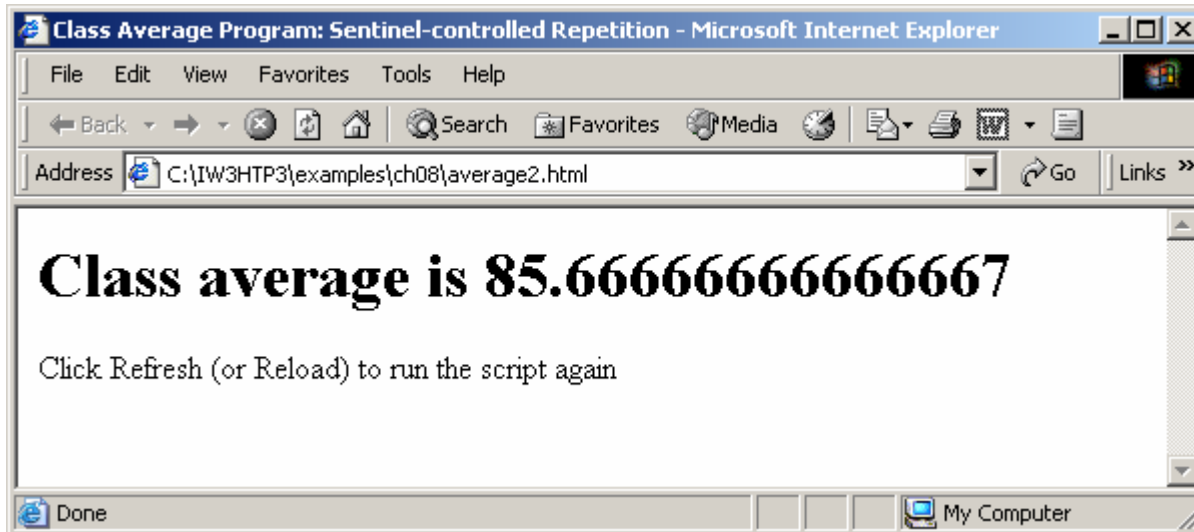 Class Average Program: Sentinel-controlled Repetition - Microsoft Internet Explorer
File Edit View Favorites Tools Help
Back Search Favorites Media
Address C:\IW3HTP3\examples\ch08\average2.html Go Links »
Class average is 85.66666666666667
Click Refresh (or Reload) to run the script again
Done My Computer